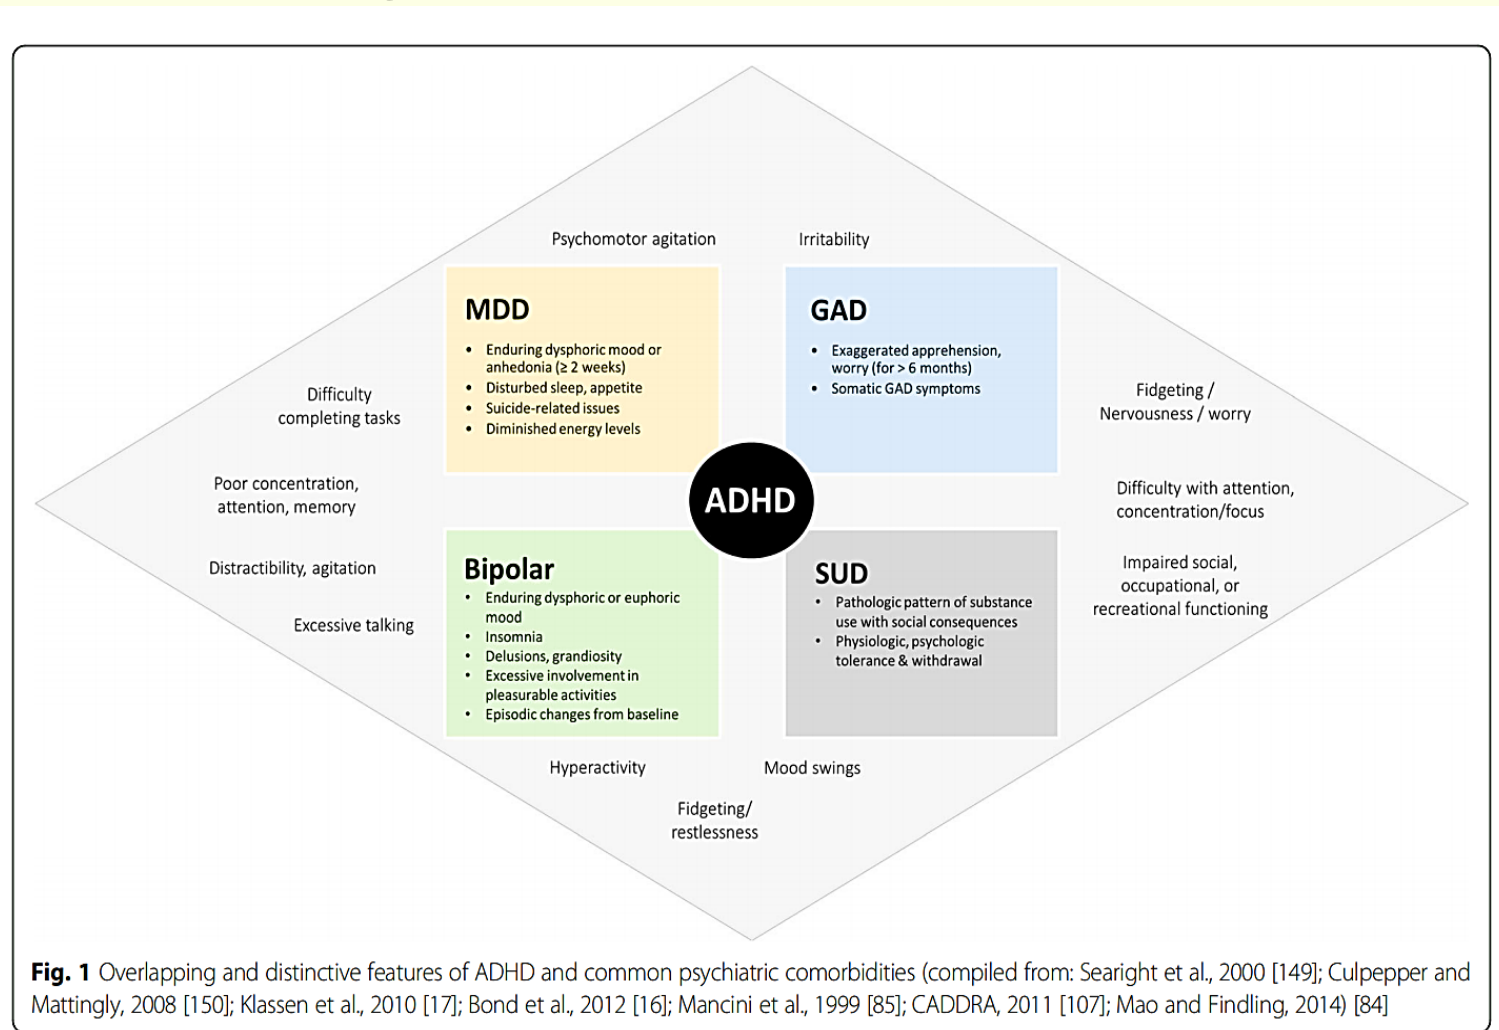 Psychomotor agitation
Irritability
MDD
• Enduring dysphoric mood or
anhedonia (≥ 2 weeks)
• Disturbed sleep, appetite
• Suicide-related issues
• Diminished energy levels
GAD
• Exaggerated apprehension,
worry (for > 6 months)
• Somatic GAD symptoms
Difficulty
completing tasks
Poor concentration,
attention, memory
Distractibility, agitation
Excessive talking
ADHD
Fidgeting /
Nervousness / worry
Difficulty with attention,
concentration/focus
Impaired social,
occupational, or
recreational functioning
Bipolar
• Enduring dysphoric or euphoric
mood
• Insomnia
• Delusions, grandiosity
• Excessive involvement in
pleasurable activities
• Episodic changes from baseline
SUD
• Pathologic pattern of substance
use with social consequences
• Physiologic, psychologic
tolerance & withdrawal
Hyperactivity
Mood swings
Fidgeting/
restlessness
Fig. 1 Overlapping and distinctive features of ADHD and common psychiatric comorbidities (compiled from: Searight et al., 2000 [149]; Culpepper and
Mattingly, 2008 [150]; Klassen et al., 2010 [17]; Bond et al., 2012 [16]; Mancini et al., 1999 [85]; CADDRA, 2011 [107]; Mao and Findling, 2014) [84]